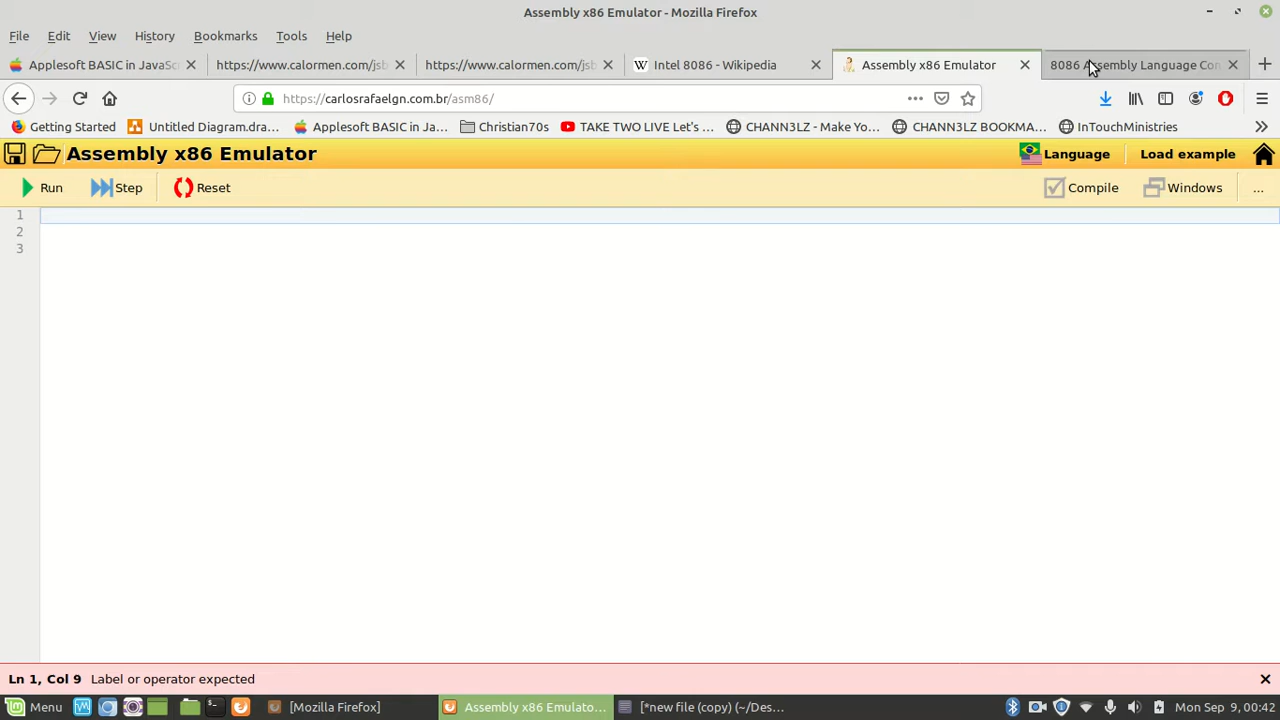 Assembly x86 Emulator - Mozilla Firefox
File Edit View History Bookmarks Tools Help
Applesoft BASIC in JavaSc https://www.calormen.com/jsb https://www.calormen.com/jsb W Intel 8086 - Wikipedia Assembly x86 Emulator 8086 Assembly Language Con
https://carlosrafaelgn.com.br/asm86/
Getting Started Untitled Diagram.dra... Applesoft BASIC in Ja... Christian70s TAKE TWO LIVE Let's ... CHANN3LZ - Make Yo... CHANN3LZ BOOKMA... InTouchMinistries
Assembly x86 Emulator Language Load example
Run Step Reset Compile Windows ...
1
2
3
Ln 1, Col 9 Label or operator expected
Menu [Mozilla Firefox] Assembly x86 Emulato... [*new file (copy) (~/Des... Mon Sep 9, 00:42